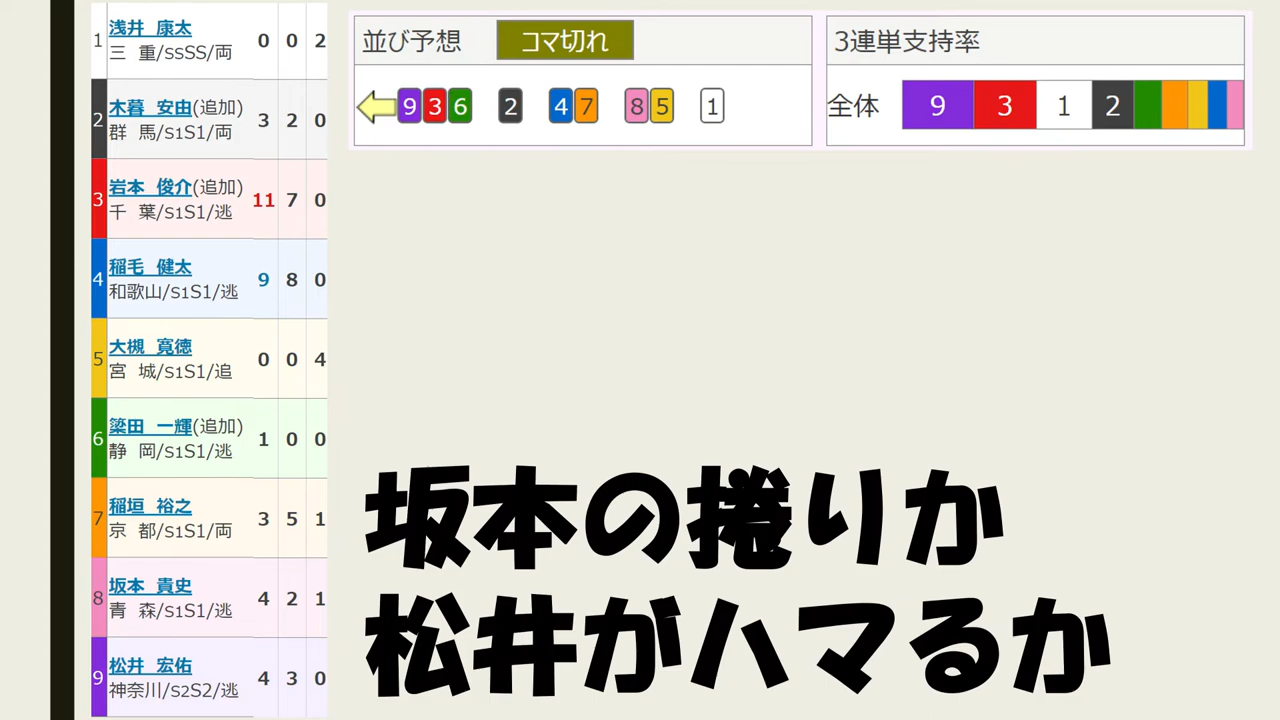 1 浅井 康太 0 0 2
三 重/SSSS/両
2 木暮 安由(追加) 3 2 0
群 馬/S1S1/両
3 岩本 俊介(追加) 11 7 0
千 葉/S1S1/逃
4 稲毛 健太 9 8 0
和歌山/S1S1/逃
5 大槻 寛徳 0 0 4
宮 城/S1S1/追
6 簗田 一輝(追加) 1 0 0
静 岡/S1S1/逃
7 稲垣 裕之 3 5 1
京 都/S1S1/両
8 坂本 貴史 4 2 1
青 森/S1S1/逃
9 松井 宏佑 4 3 0
神奈川/S2S2/逃
並び予想 コマ切れ
9 3 6 2 4 7 8 5 1
3連単支持率
全体 9 3 1 2
坂本の捲りか
松井がハマるか